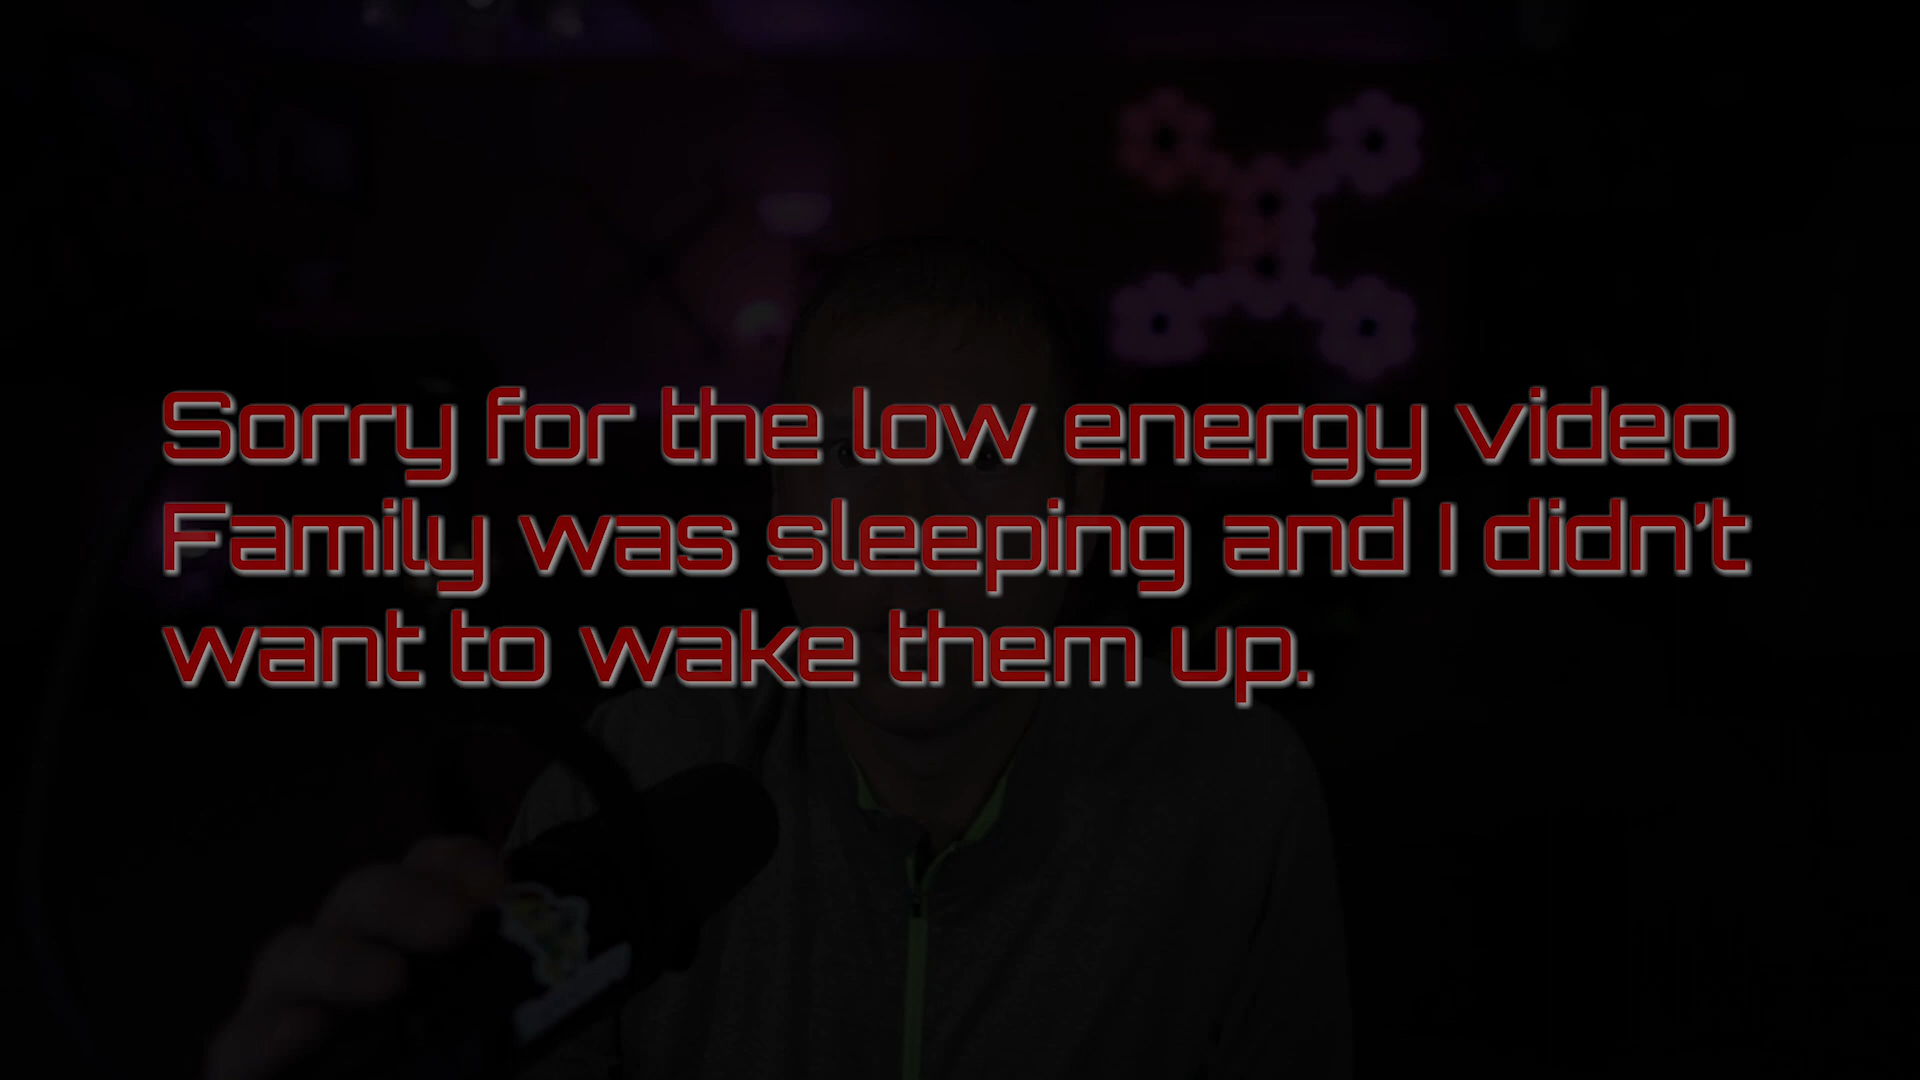 Sorry for the low energy video
Family was sleeping and I didn't
want to wake them up.